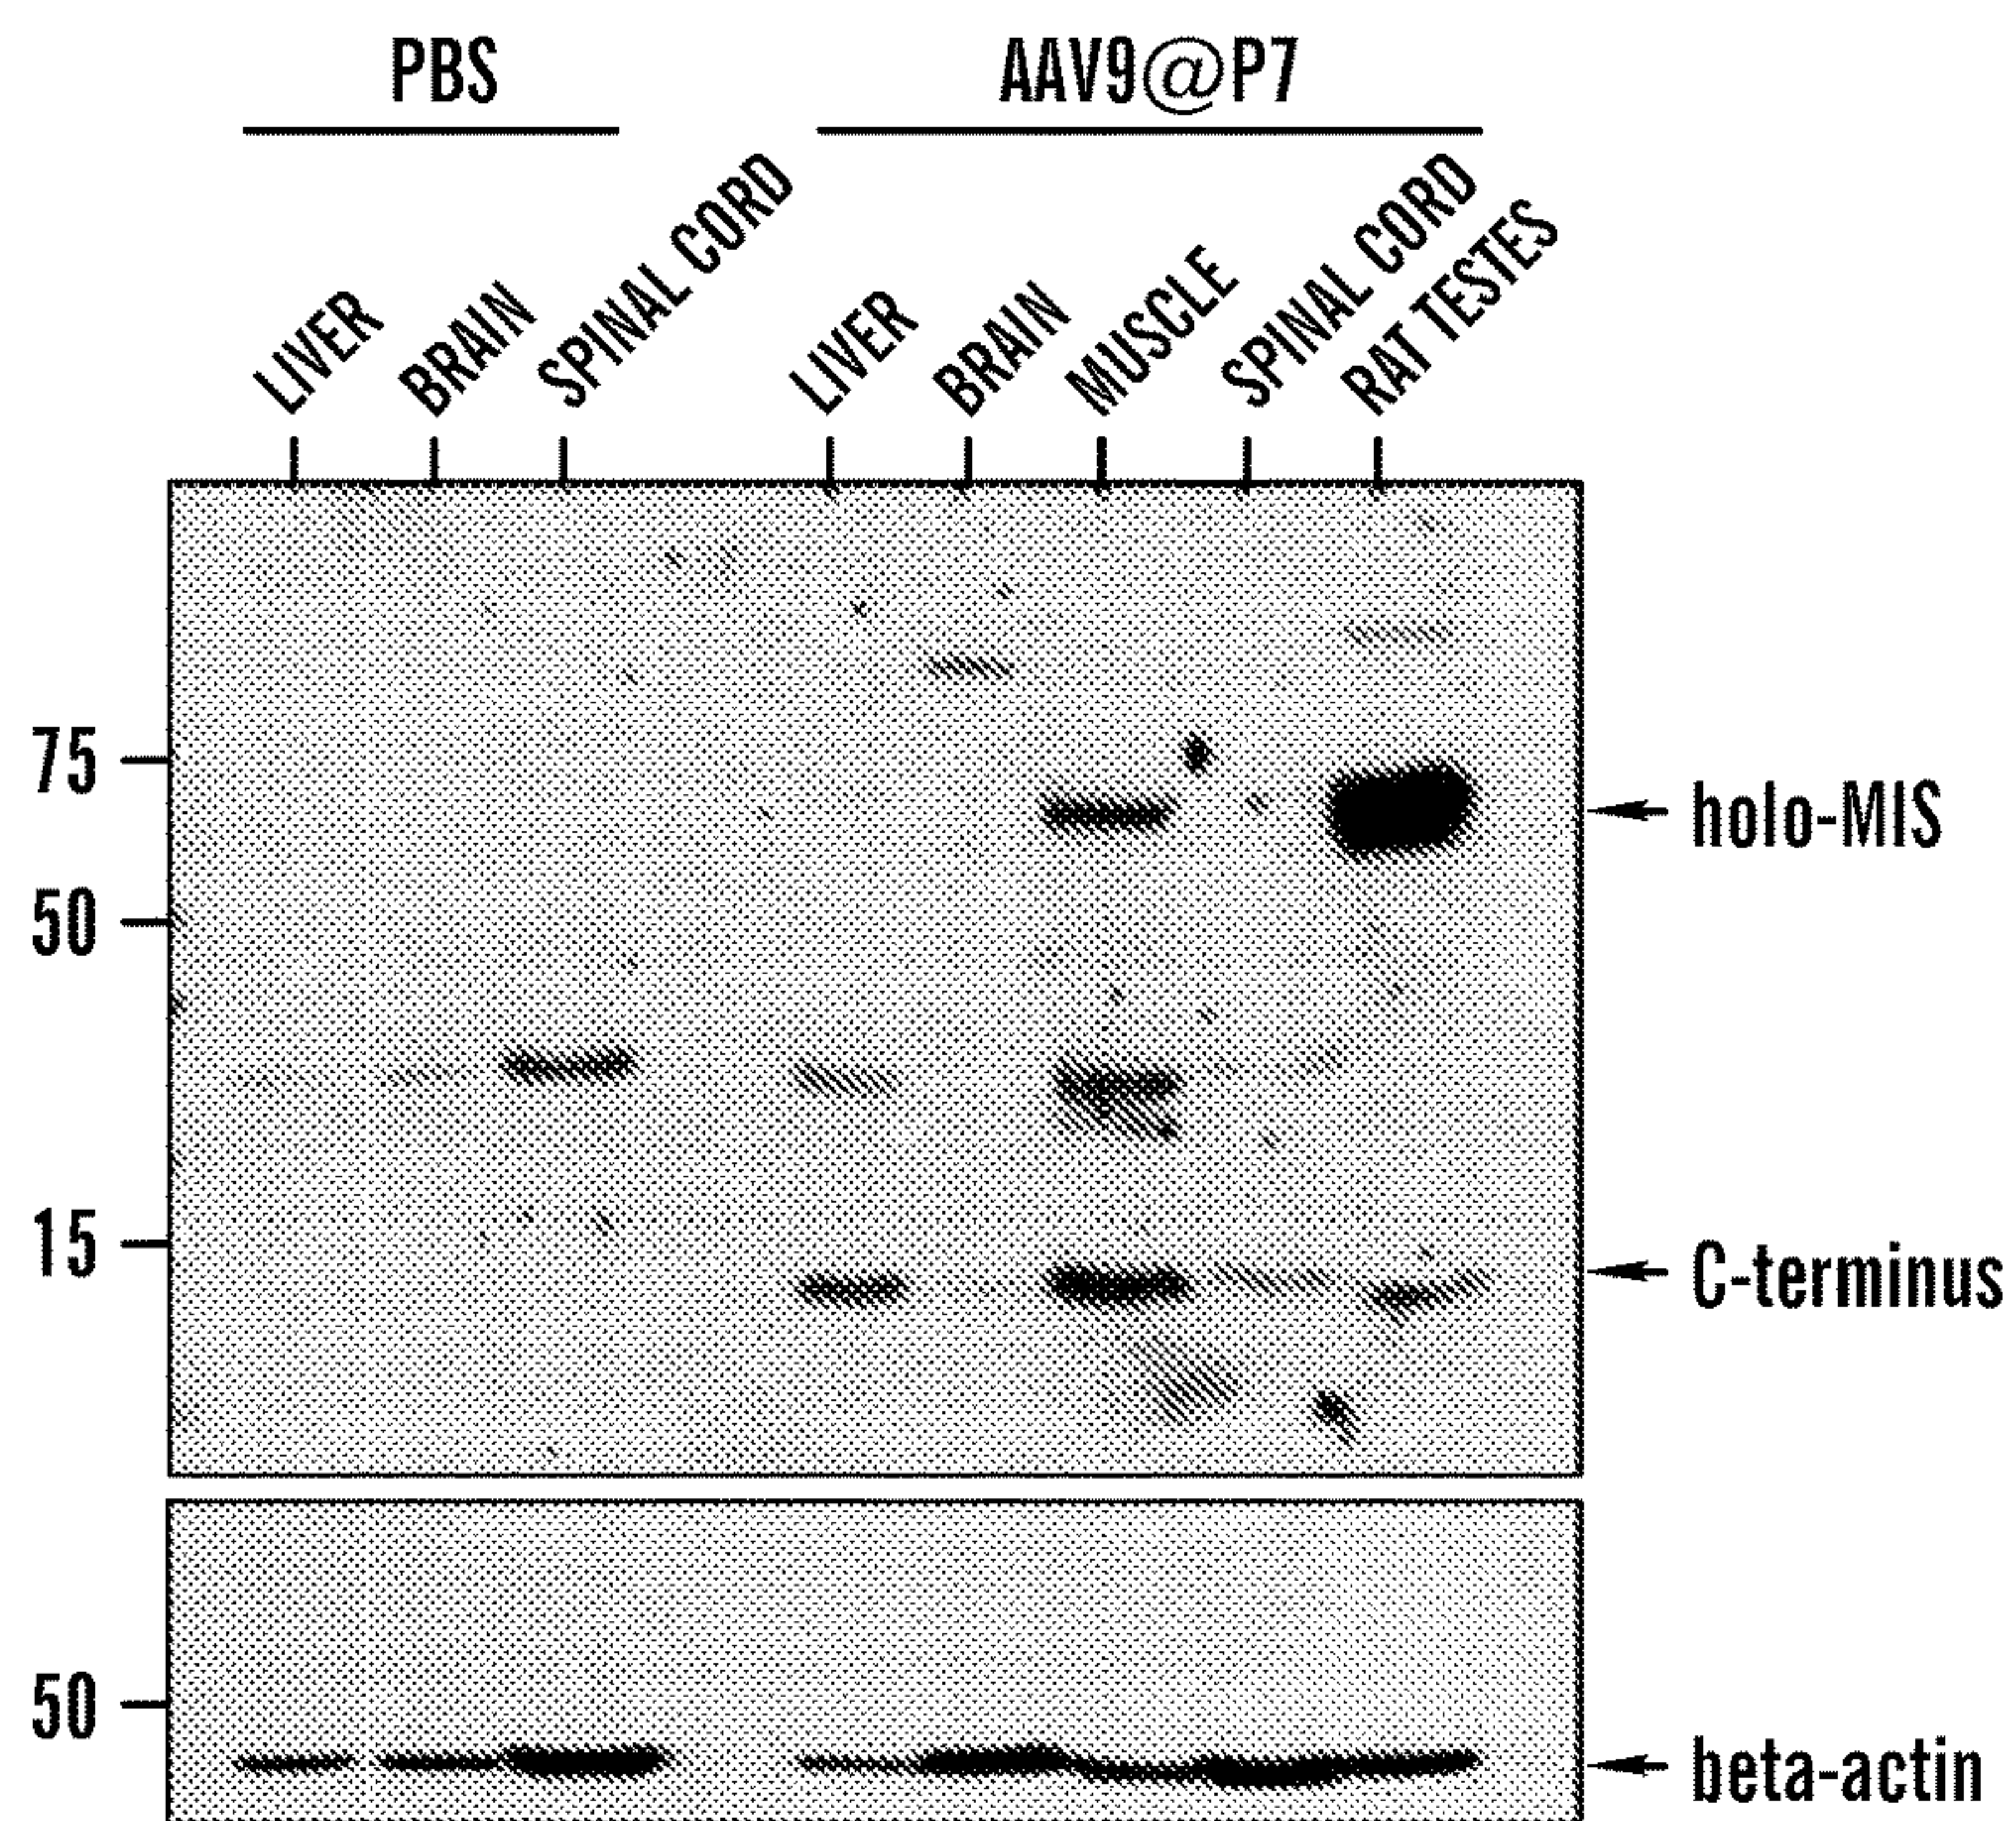 PBS AAV9@P7
LIVER BRAIN SPINAL CORD LIVER BRAIN MUSCLE SPINAL CORD RAT TESTES
75
holo-MIS
50
15
C-terminus
50
beta-actin